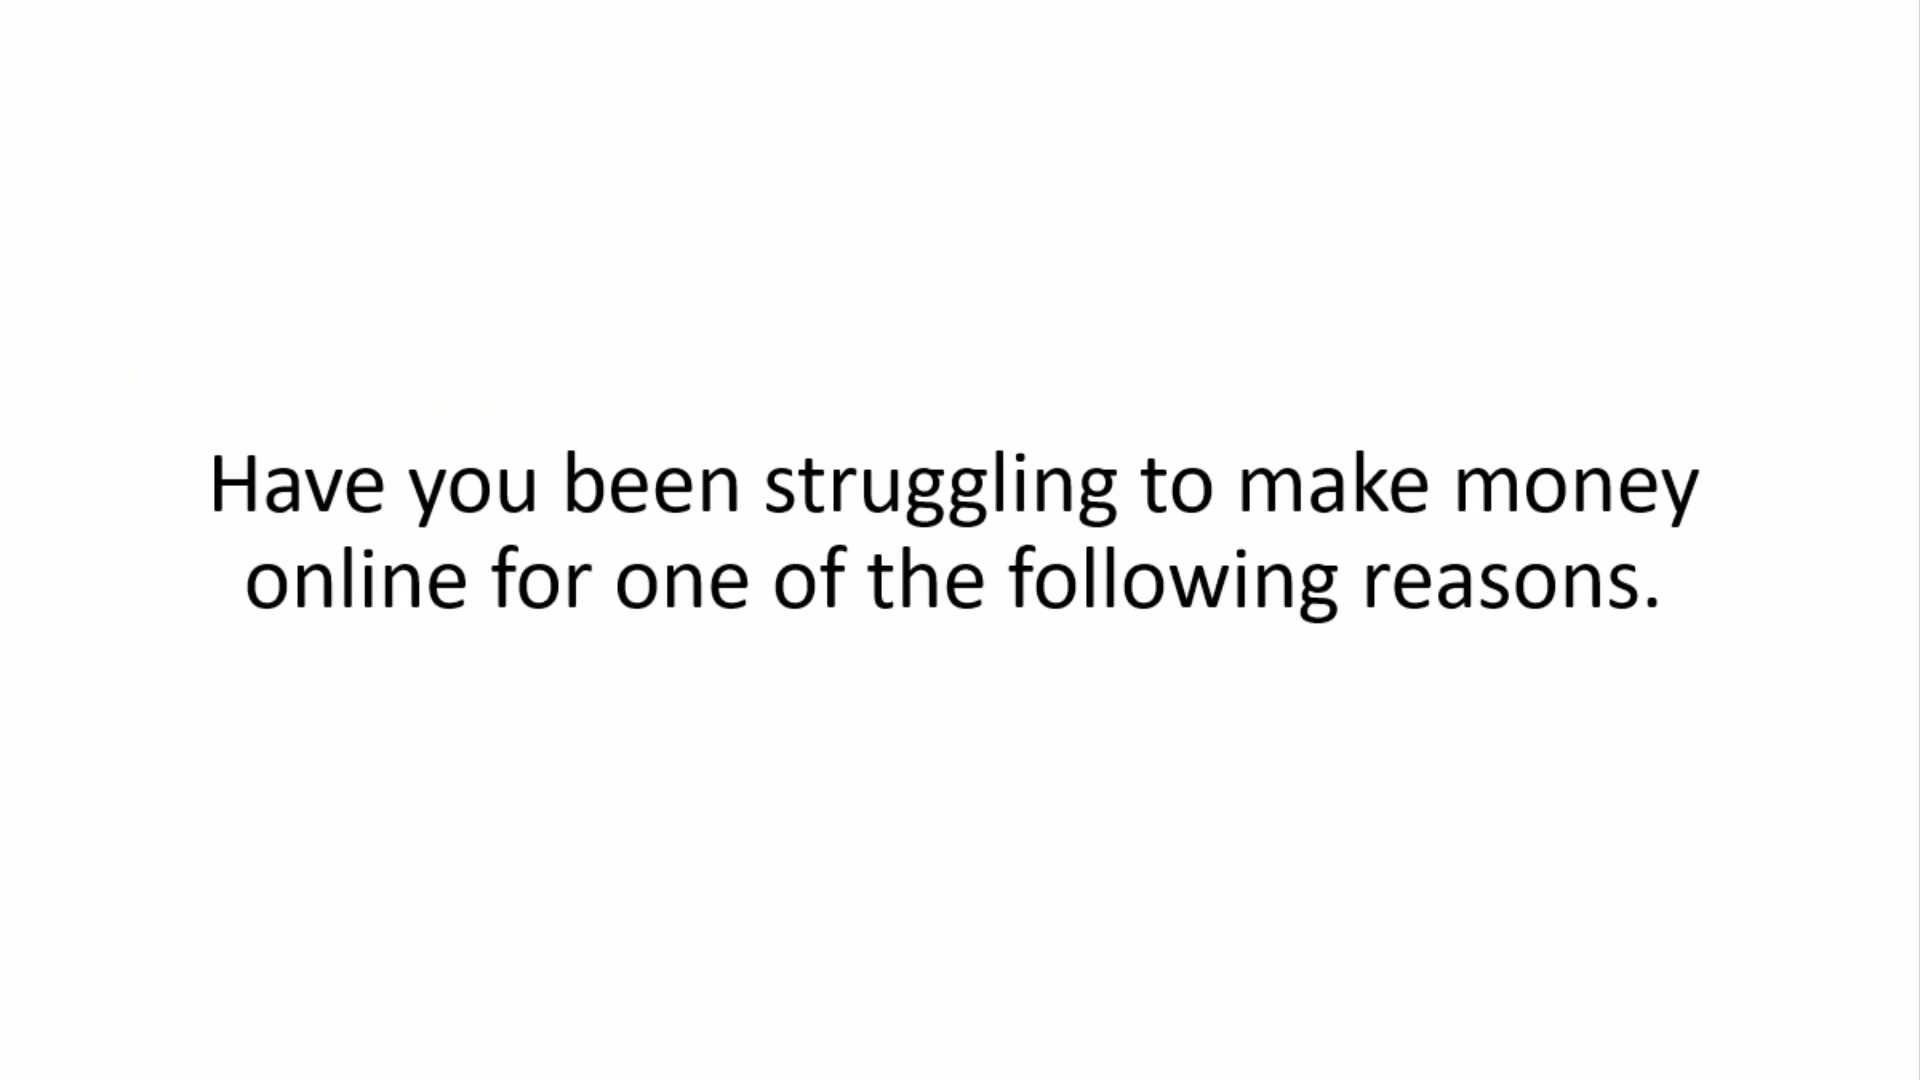 Have you been struggling to make money
online for one of the following reasons.